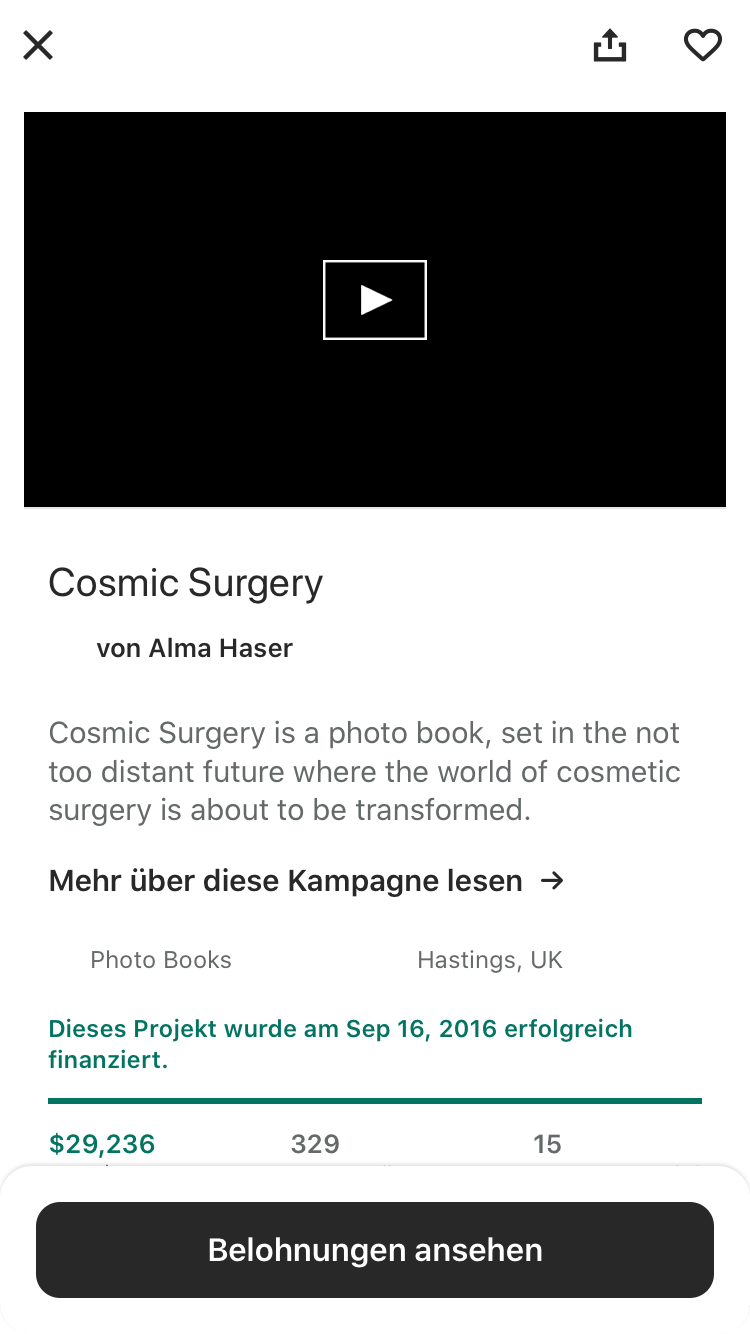 Cosmic Surgery
von Alma Haser
Cosmic Surgery is a photo book, set in the not
too distant future where the world of cosmetic
surgery is about to be transformed.
Mehr über diese Kampagne lesen →
Photo Books
Hastings, UK
Dieses Projekt wurde am Sep 16, 2016 erfolgreich
finanziert.
$29,236
329
15
Belohnungen ansehen